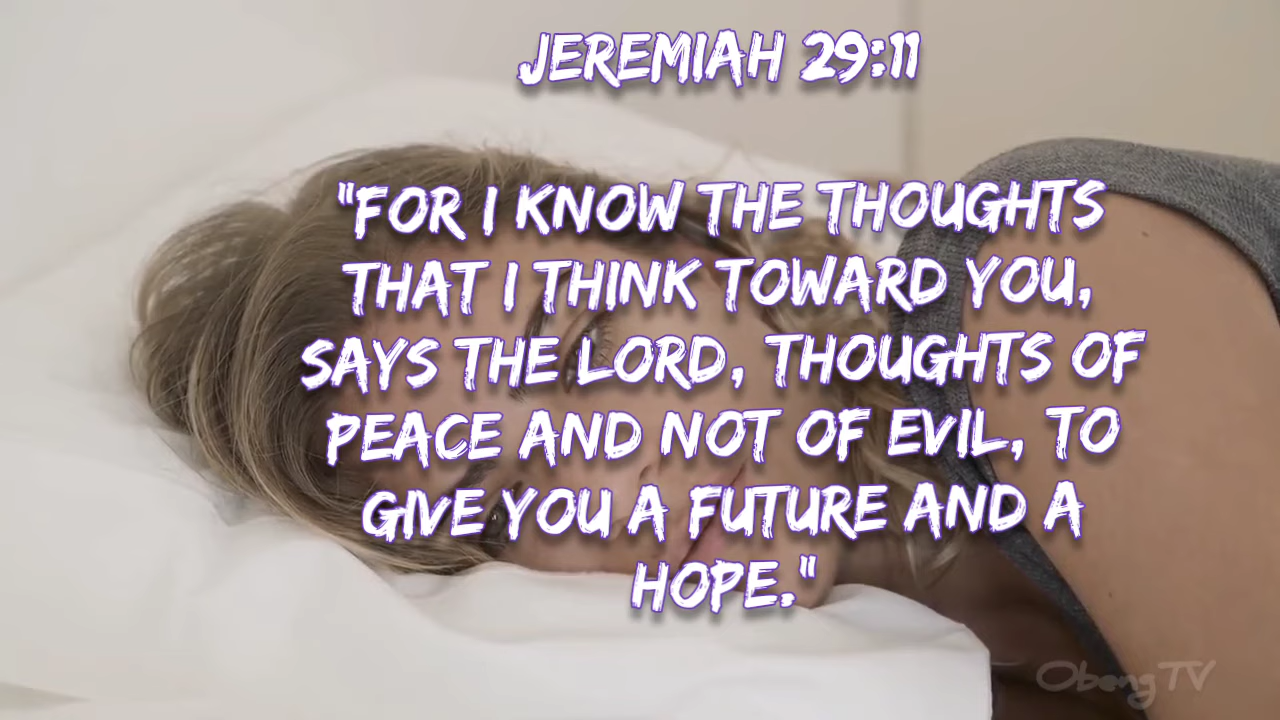 JEREMIAH 29:11
"FOR I KNOW THE THOUGHTS
THAT I THINK TOWARD YOU,
SAYS THE LORD, THOUGHTS OF
PEACE AND NOT OF EVIL, TO
GIVE YOU A FUTURE AND A
HOPE."
ObengTV